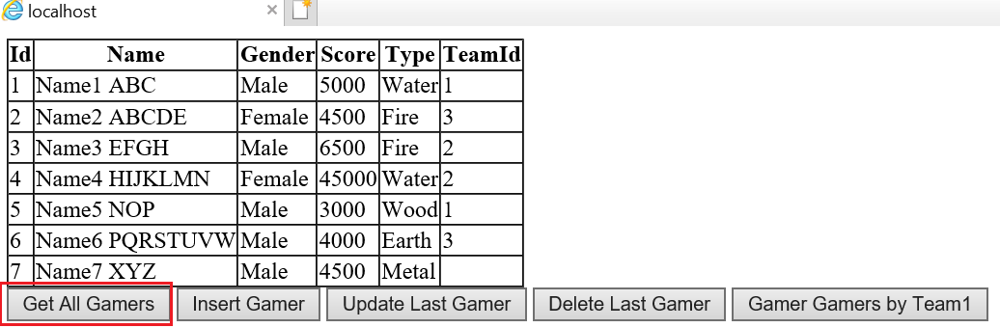 localhost
Id Name Gender Score Type TeamId
1 Name1 ABC Male 5000 Water 1
2 Name2 ABCDE Female 4500 Fire 3
3 Name3 EFGH Male 6500 Fire 2
4 Name4 HIJKLMN Female 45000 Water 2
5 Name5 NOP Male 3000 Wood 1
6 Name6 PQRSTUVW Male 4000 Earth 3
7 Name7 XYZ Male 4500 Metal
Get All Gamers Insert Gamer Update Last Gamer Delete Last Gamer Gamer Gamers by Team1